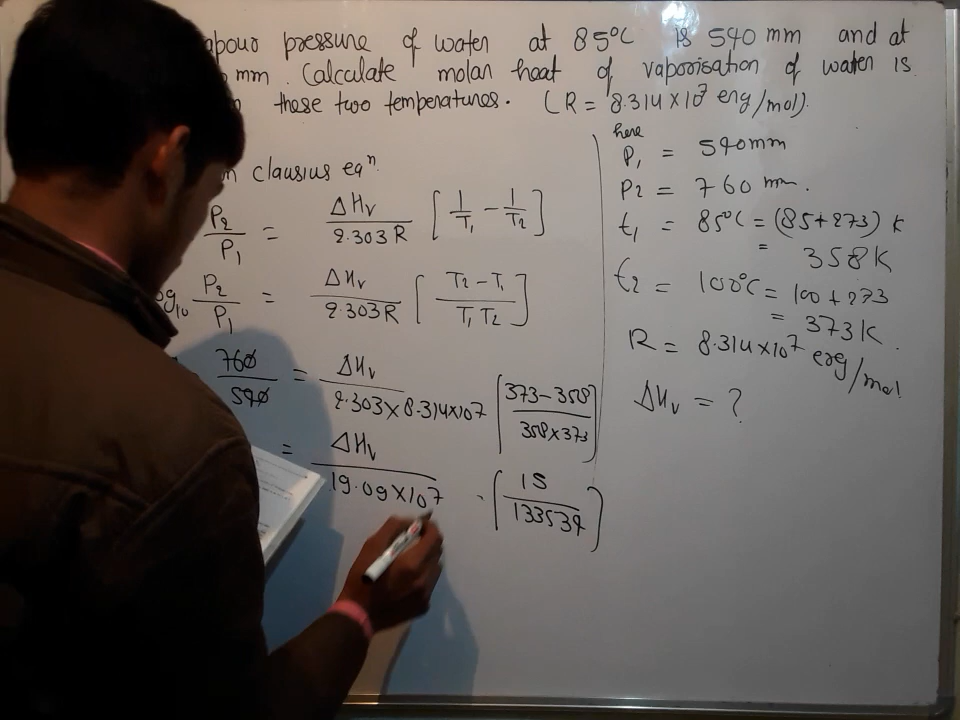 apour pressure of water at 85°C is 540 mm and at
mm. Calculate molar heat of vaporisation of water is
these two temperatures. (R = 8.314×10⁷ erg/mol).
clausius eqⁿ
P₂/P₁ = ΔHv/2.303R [1/T₁ - 1/T₂]
log₁₀ P₂/P₁ = ΔHv/2.303R [T₂-T₁/T₁T₂]
760/540 = ΔHv/2.303×8.314×10⁷ [373-358/358×373]
= ΔHv/19.09×10⁷ · [15/133534]
here
P₁ = 540mm
P₂ = 760 mm.
t₁ = 85°C = (85+273) K
= 358K
t₂ = 100°C = 100+273
= 373K.
R = 8.314×10⁷ erg/mol
ΔHv = ?